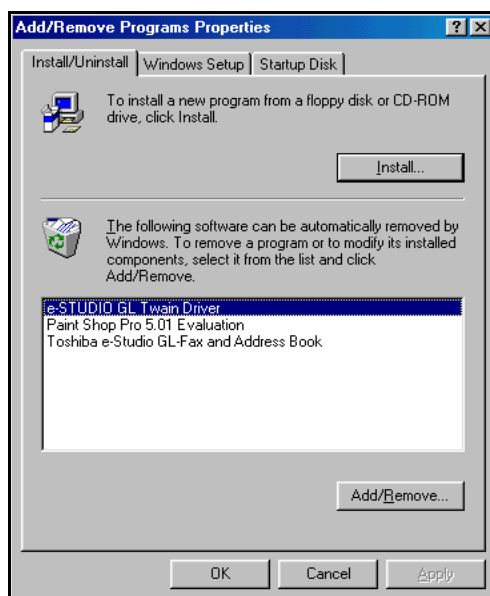 Add/Remove Programs Properties
Install/Uninstall
Windows Setup
Startup Disk
To install a new program from a floppy disk or CD-ROM
drive, click Install.
Install...
The following software can be automatically removed by
Windows. To remove a program or to modify its installed
components, select it from the list and click
Add/Remove.
e-STUDIO GL Twain Driver
Paint Shop Pro 5.01 Evaluation
Toshiba e-Studio GL-Fax and Address Book
Add/Remove...
OK
Cancel
Apply